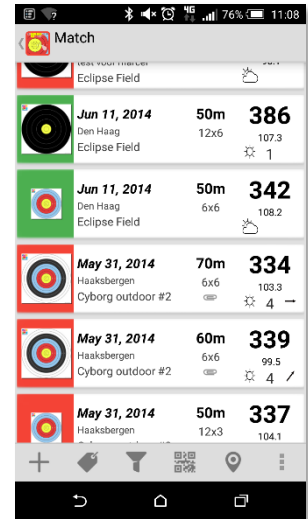 4G 76% 11:08
Match
Eclipse Field
Jun 11, 2014 50m 386
Den Haag 12x6 107.3
Eclipse Field 1
Jun 11, 2014 50m 342
Den Haag 6x6 108.2
Eclipse Field
May 31, 2014 70m 334
Haaksbergen 6x6 103.3
Cyborg outdoor #2 4
May 31, 2014 60m 339
Haaksbergen 6x6 99.5
Cyborg outdoor #2 4
May 31, 2014 50m 337
Haaksbergen 12x3 104.1